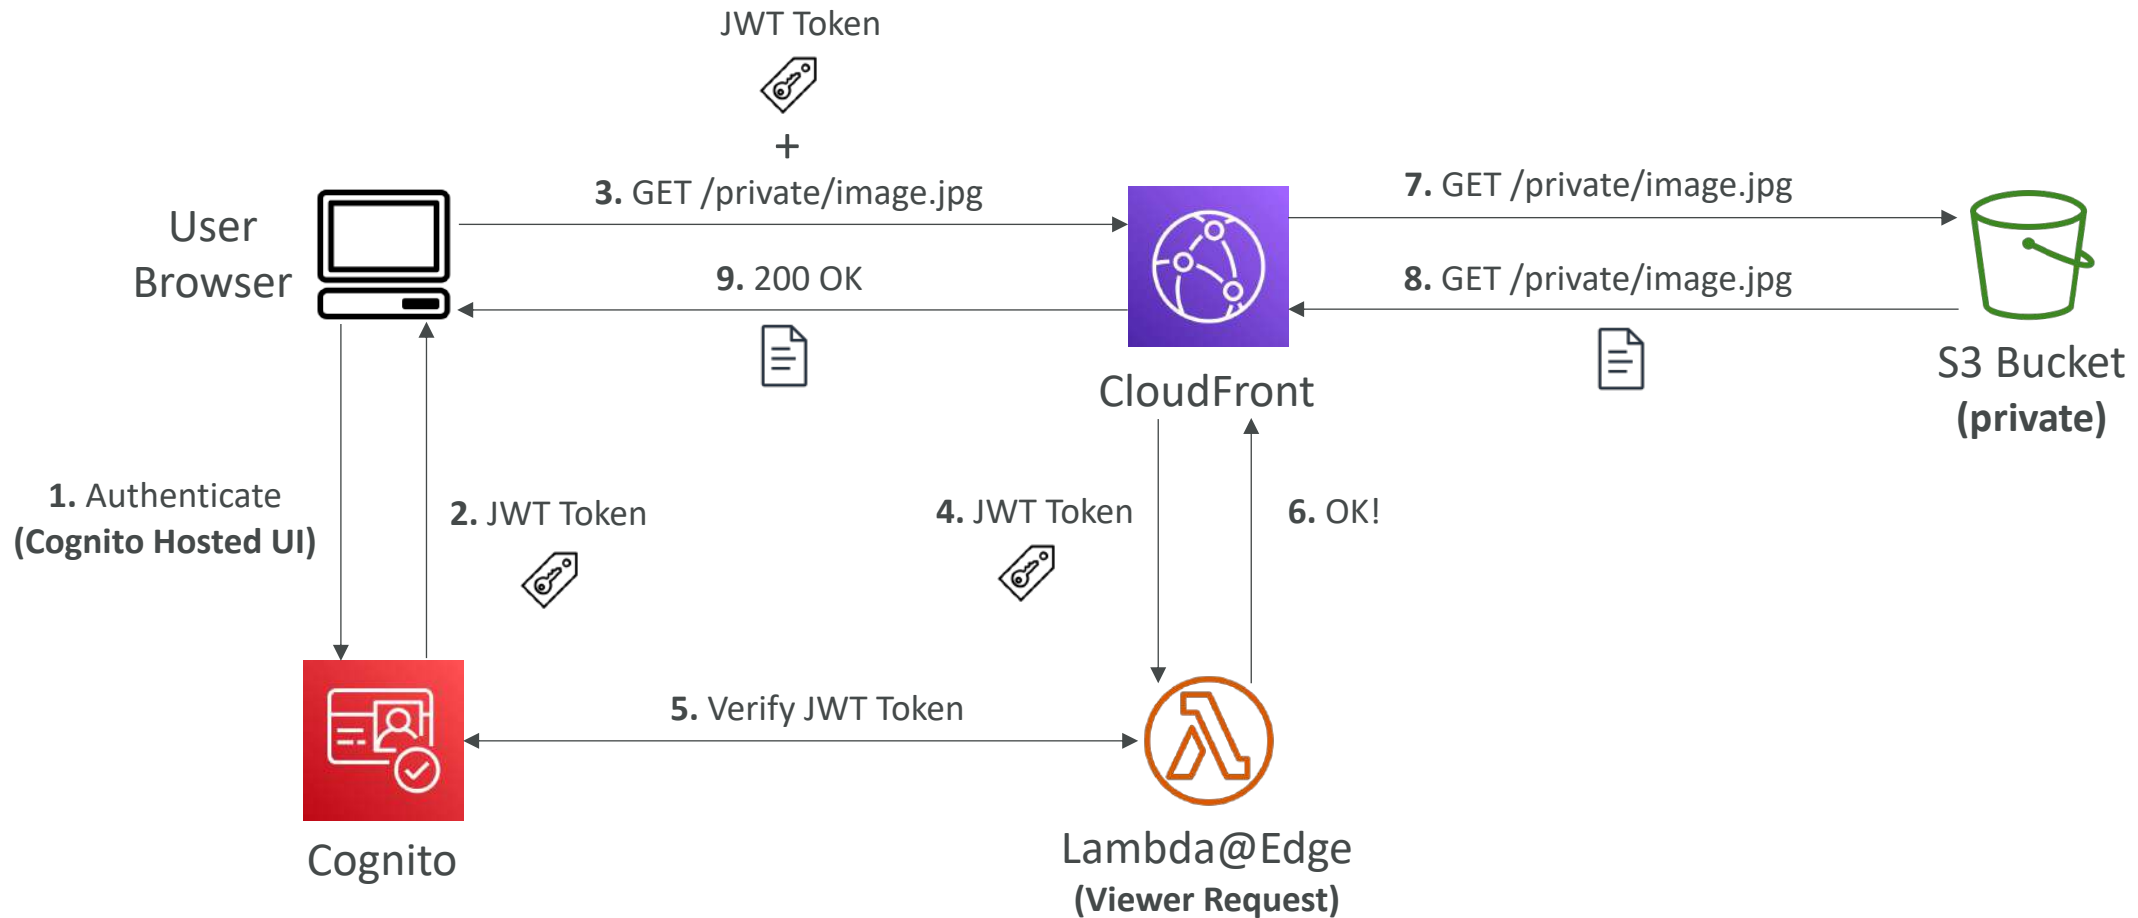 JWT Token
+
3. GET /private/image.jpg
7. GET /private/image.jpg
User
Browser
9. 200 OK
8. GET /private/image.jpg
CloudFront
S3 Bucket
(private)
1. Authenticate
(Cognito Hosted UI)
2. JWT Token
4. JWT Token
6. OK!
5. Verify JWT Token
Cognito
Lambda@Edge
(Viewer Request)